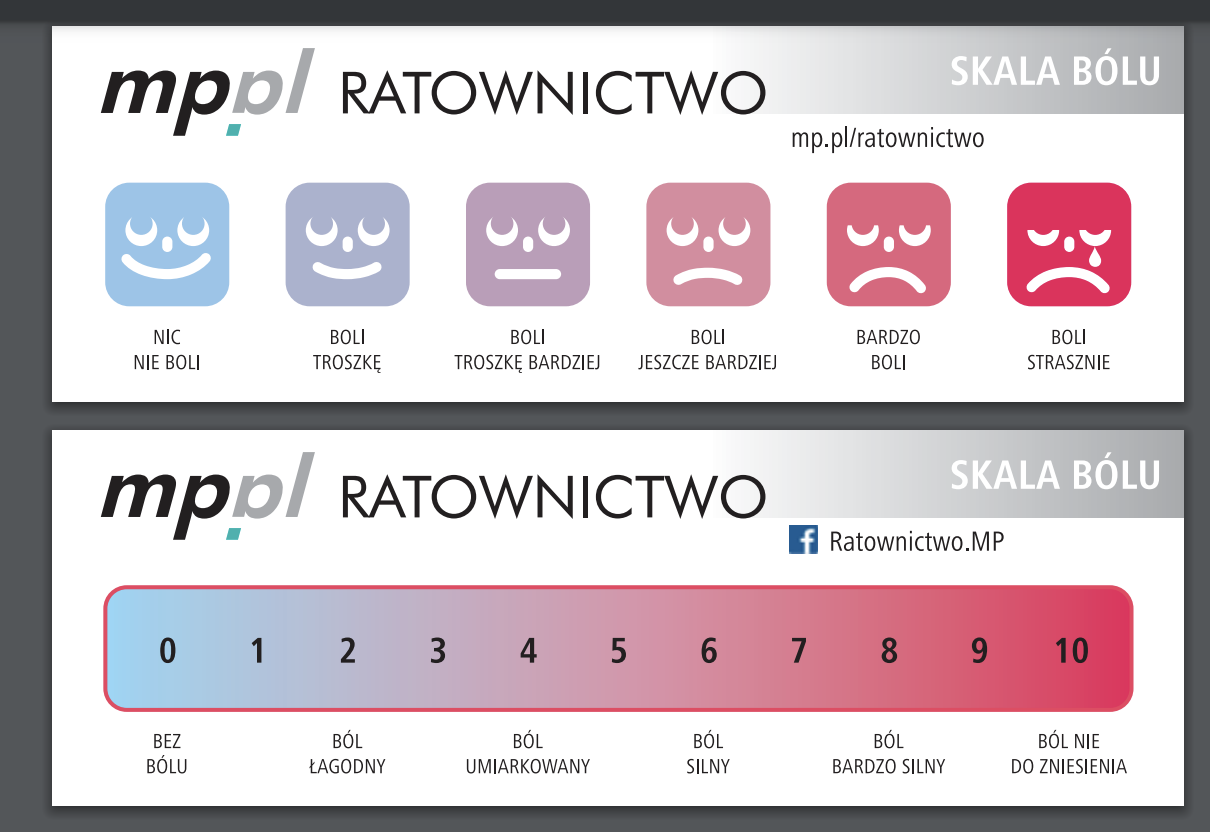 mp.pl RATOWNICTWO
SKALA BÓLU
mp.pl/ratownictwo
NIC
NIE BOLI
BOLI
TROSZKĘ
BOLI
TROSZKĘ BARDZIEJ
BOLI
JESZCZE BARDZIEJ
BARDZO
BOLI
BOLI
STRASZNIE
mp.pl RATOWNICTWO
SKALA BÓLU
f Ratownictwo.MP
0 1 2 3 4 5 6 7 8 9 10
BEZ
BÓLU
BÓL
ŁAGODNY
BÓL
UMIARKOWANY
BÓL
SILNY
BÓL
BARDZO SILNY
BÓL NIE
DO ZNIESIENIA